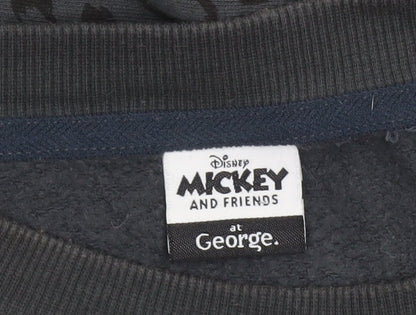 Disney
MICKEY
AND FRIENDS
at
George.